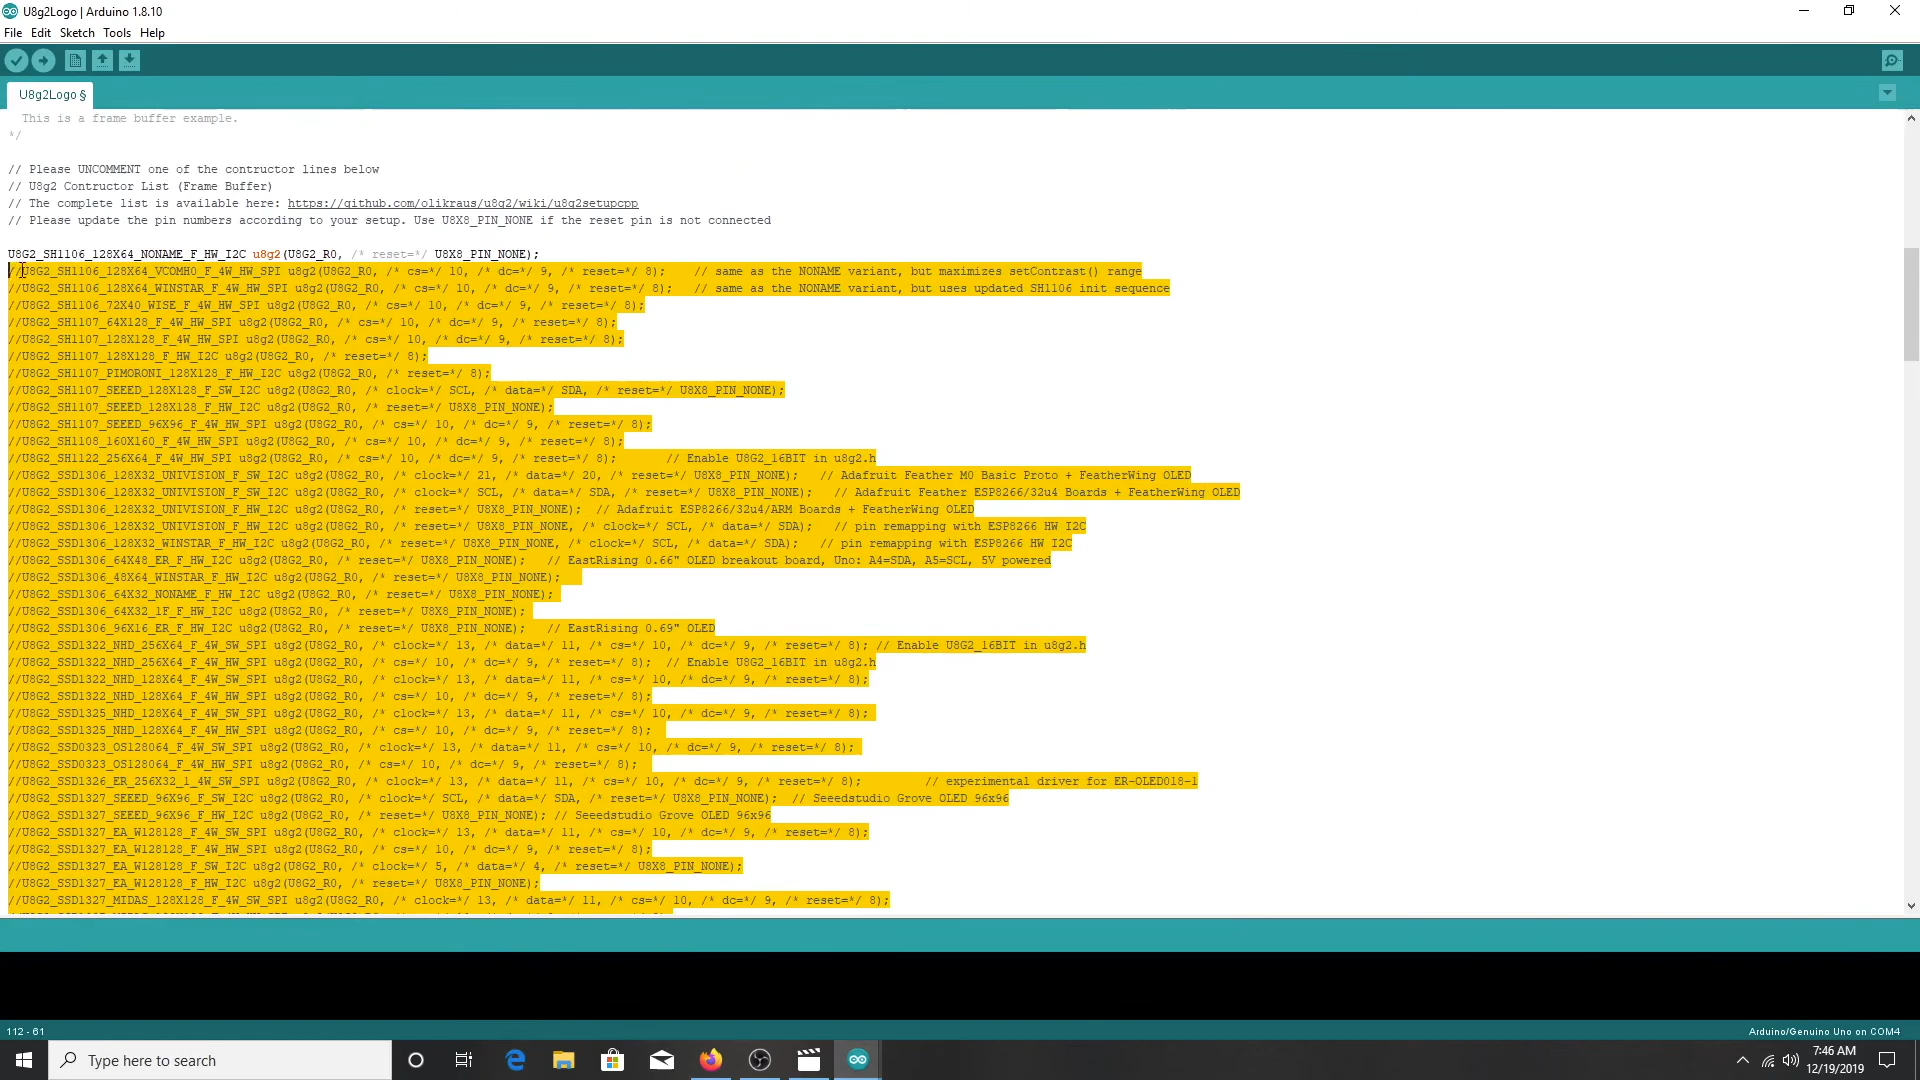 U8g2Logo | Arduino 1.8.10
File Edit Sketch Tools Help
U8g2Logo §
This is a frame buffer example.
*/
// Please UNCOMMENT one of the contructor lines below
// U8g2 Contructor List (Frame Buffer)
// The complete list is available here: https://github.com/olikraus/u8g2/wiki/u8g2setupcpp
// Please update the pin numbers according to your setup. Use U8X8_PIN_NONE if the reset pin is not connected
U8G2_SH1106_128X64_NONAME_F_HW_I2C u8g2(U8G2_R0, /* reset=*/ U8X8_PIN_NONE);
//U8G2_SH1106_128X64_VCOMH0_F_4W_HW_SPI u8g2(U8G2_R0, /* cs=*/ 10, /* dc=*/ 9, /* reset=*/ 8);    // same as the NONAME variant, but maximizes setContrast() range
//U8G2_SH1106_128X64_WINSTAR_F_4W_HW_SPI u8g2(U8G2_R0, /* cs=*/ 10, /* dc=*/ 9, /* reset=*/ 8);   // same as the NONAME variant, but uses updated SH1106 init sequence
//U8G2_SH1106_72X40_WISE_F_4W_HW_SPI u8g2(U8G2_R0, /* cs=*/ 10, /* dc=*/ 9, /* reset=*/ 8);
//U8G2_SH1107_64X128_F_4W_HW_SPI u8g2(U8G2_R0, /* cs=*/ 10, /* dc=*/ 9, /* reset=*/ 8);
//U8G2_SH1107_128X128_F_4W_HW_SPI u8g2(U8G2_R0, /* cs=*/ 10, /* dc=*/ 9, /* reset=*/ 8);
//U8G2_SH1107_128X128_F_HW_I2C u8g2(U8G2_R0, /* reset=*/ 8);
//U8G2_SH1107_PIMORONI_128X128_F_HW_I2C u8g2(U8G2_R0, /* reset=*/ 8);
//U8G2_SH1107_SEEED_128X128_F_SW_I2C u8g2(U8G2_R0, /* clock=*/ SCL, /* data=*/ SDA, /* reset=*/ U8X8_PIN_NONE);
//U8G2_SH1107_SEEED_128X128_F_HW_I2C u8g2(U8G2_R0, /* reset=*/ U8X8_PIN_NONE);
//U8G2_SH1107_SEEED_96X96_F_4W_HW_SPI u8g2(U8G2_R0, /* cs=*/ 10, /* dc=*/ 9, /* reset=*/ 8);
//U8G2_SH1108_160X160_F_4W_HW_SPI u8g2(U8G2_R0, /* cs=*/ 10, /* dc=*/ 9, /* reset=*/ 8);
//U8G2_SH1122_256X64_F_4W_HW_SPI u8g2(U8G2_R0, /* cs=*/ 10, /* dc=*/ 9, /* reset=*/ 8);       // Enable U8G2_16BIT in u8g2.h
//U8G2_SSD1306_128X32_UNIVISION_F_SW_I2C u8g2(U8G2_R0, /* clock=*/ 21, /* data=*/ 20, /* reset=*/ U8X8_PIN_NONE);   // Adafruit Feather M0 Basic Proto + FeatherWing OLED
//U8G2_SSD1306_128X32_UNIVISION_F_SW_I2C u8g2(U8G2_R0, /* clock=*/ SCL, /* data=*/ SDA, /* reset=*/ U8X8_PIN_NONE);   // Adafruit Feather ESP8266/32u4 Boards + FeatherWing OLED
//U8G2_SSD1306_128X32_UNIVISION_F_HW_I2C u8g2(U8G2_R0, /* reset=*/ U8X8_PIN_NONE);  // Adafruit ESP8266/32u4/ARM Boards + FeatherWing OLED
//U8G2_SSD1306_128X32_UNIVISION_F_HW_I2C u8g2(U8G2_R0, /* reset=*/ U8X8_PIN_NONE, /* clock=*/ SCL, /* data=*/ SDA);   // pin remapping with ESP8266 HW I2C
//U8G2_SSD1306_128X32_WINSTAR_F_HW_I2C u8g2(U8G2_R0, /* reset=*/ U8X8_PIN_NONE, /* clock=*/ SCL, /* data=*/ SDA);   // pin remapping with ESP8266 HW I2C
//U8G2_SSD1306_64X48_ER_F_HW_I2C u8g2(U8G2_R0, /* reset=*/ U8X8_PIN_NONE);   // EastRising 0.66" OLED breakout board, Uno: A4=SDA, A5=SCL, 5V powered
//U8G2_SSD1306_48X64_WINSTAR_F_HW_I2C u8g2(U8G2_R0, /* reset=*/ U8X8_PIN_NONE);
//U8G2_SSD1306_64X32_NONAME_F_HW_I2C u8g2(U8G2_R0, /* reset=*/ U8X8_PIN_NONE);
//U8G2_SSD1306_64X32_1F_F_HW_I2C u8g2(U8G2_R0, /* reset=*/ U8X8_PIN_NONE);
//U8G2_SSD1306_96X16_ER_F_HW_I2C u8g2(U8G2_R0, /* reset=*/ U8X8_PIN_NONE);   // EastRising 0.69" OLED
//U8G2_SSD1322_NHD_256X64_F_4W_SW_SPI u8g2(U8G2_R0, /* clock=*/ 13, /* data=*/ 11, /* cs=*/ 10, /* dc=*/ 9, /* reset=*/ 8); // Enable U8G2_16BIT in u8g2.h
//U8G2_SSD1322_NHD_256X64_F_4W_HW_SPI u8g2(U8G2_R0, /* cs=*/ 10, /* dc=*/ 9, /* reset=*/ 8);  // Enable U8G2_16BIT in u8g2.h
//U8G2_SSD1322_NHD_128X64_F_4W_SW_SPI u8g2(U8G2_R0, /* clock=*/ 13, /* data=*/ 11, /* cs=*/ 10, /* dc=*/ 9, /* reset=*/ 8);
//U8G2_SSD1322_NHD_128X64_F_4W_HW_SPI u8g2(U8G2_R0, /* cs=*/ 10, /* dc=*/ 9, /* reset=*/ 8);
//U8G2_SSD1325_NHD_128X64_F_4W_SW_SPI u8g2(U8G2_R0, /* clock=*/ 13, /* data=*/ 11, /* cs=*/ 10, /* dc=*/ 9, /* reset=*/ 8);
//U8G2_SSD1325_NHD_128X64_F_4W_HW_SPI u8g2(U8G2_R0, /* cs=*/ 10, /* dc=*/ 9, /* reset=*/ 8);
//U8G2_SSD0323_OS128064_F_4W_SW_SPI u8g2(U8G2_R0, /* clock=*/ 13, /* data=*/ 11, /* cs=*/ 10, /* dc=*/ 9, /* reset=*/ 8);
//U8G2_SSD0323_OS128064_F_4W_HW_SPI u8g2(U8G2_R0, /* cs=*/ 10, /* dc=*/ 9, /* reset=*/ 8);
//U8G2_SSD1326_ER_256X32_1_4W_SW_SPI u8g2(U8G2_R0, /* clock=*/ 13, /* data=*/ 11, /* cs=*/ 10, /* dc=*/ 9, /* reset=*/ 8);         // experimental driver for ER-OLED018-1
//U8G2_SSD1327_SEEED_96X96_F_SW_I2C u8g2(U8G2_R0, /* clock=*/ SCL, /* data=*/ SDA, /* reset=*/ U8X8_PIN_NONE);  // Seeedstudio Grove OLED 96x96
//U8G2_SSD1327_SEEED_96X96_F_HW_I2C u8g2(U8G2_R0, /* reset=*/ U8X8_PIN_NONE); // Seeedstudio Grove OLED 96x96
//U8G2_SSD1327_EA_W128128_F_4W_SW_SPI u8g2(U8G2_R0, /* clock=*/ 13, /* data=*/ 11, /* cs=*/ 10, /* dc=*/ 9, /* reset=*/ 8);
//U8G2_SSD1327_EA_W128128_F_4W_HW_SPI u8g2(U8G2_R0, /* cs=*/ 10, /* dc=*/ 9, /* reset=*/ 8);
//U8G2_SSD1327_EA_W128128_F_SW_I2C u8g2(U8G2_R0, /* clock=*/ 5, /* data=*/ 4, /* reset=*/ U8X8_PIN_NONE);
//U8G2_SSD1327_EA_W128128_F_HW_I2C u8g2(U8G2_R0, /* reset=*/ U8X8_PIN_NONE);
//U8G2_SSD1327_MIDAS_128X128_F_4W_SW_SPI u8g2(U8G2_R0, /* clock=*/ 13, /* data=*/ 11, /* cs=*/ 10, /* dc=*/ 9, /* reset=*/ 8);
112 - 61
Arduino/Genuino Uno on COM4
Type here to search
7:46 AM
12/19/2019